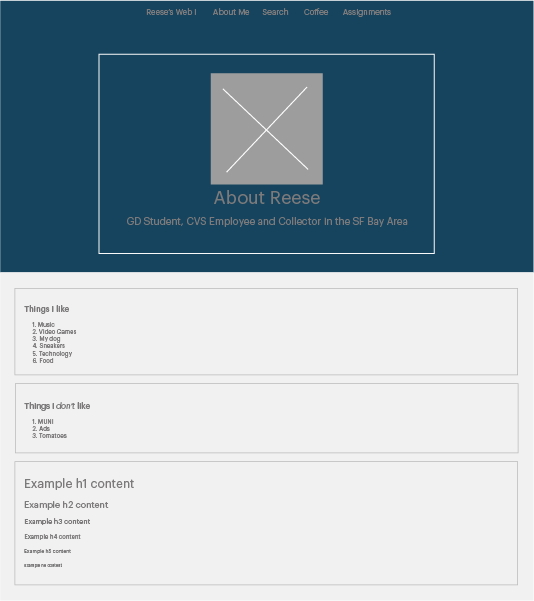 Reese's Web I About Me Search Coffee Assignments
About Reese
GD Student, CVS Employee and Collector in the SF Bay Area
Things I like
1. Music
2. Video Games
3. My dog
4. Sneakers
5. Technology
6. Food
Things I don't like
1. MUNI
2. Ads
3. Tomatoes
Example h1 content
Example h2 content
Example h3 content
Example h4 content
Example h5 content
content